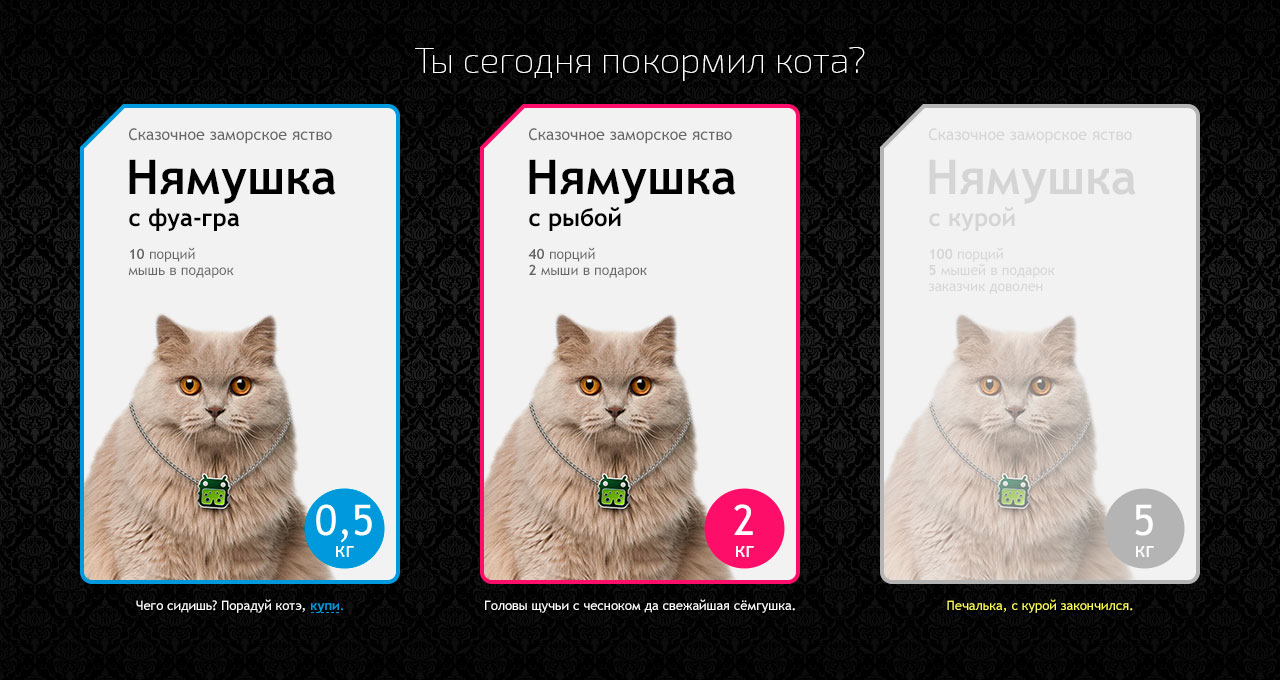 Ты сегодня покормил кота?
Сказочное заморское яство
Нямушка
с фуа-гра
10 порций
мышь в подарок
0,5
кг
Чего сидишь? Порадуй котэ, купи.
Сказочное заморское яство
Нямушка
с рыбой
40 порций
2 мыши в подарок
2
кг
Головы щучьи с чесноком да свежайшая сёмгушка.
Сказочное заморское яство
Нямушка
с курой
100 порций
5 мышей в подарок
заказчик доволен
5
кг
Печалька, с курой закончился.